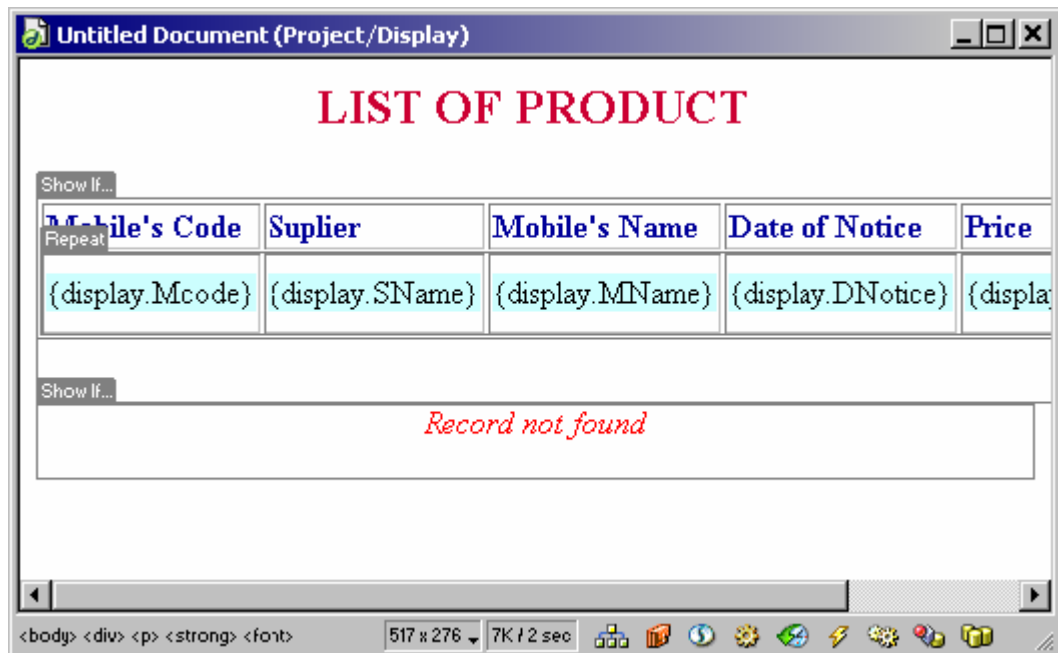 Untitled Document (Project/Display)
LIST OF PRODUCT
Show If...
Mobile's Code Suplier Mobile's Name Date of Notice Price
Repeat
{display.Mcode} {display.SName} {display.MName} {display.DNotice} {display
Show If...
Record not found
<body> <div> <p> <strong> <font> 517 x 276 7K / 2 sec